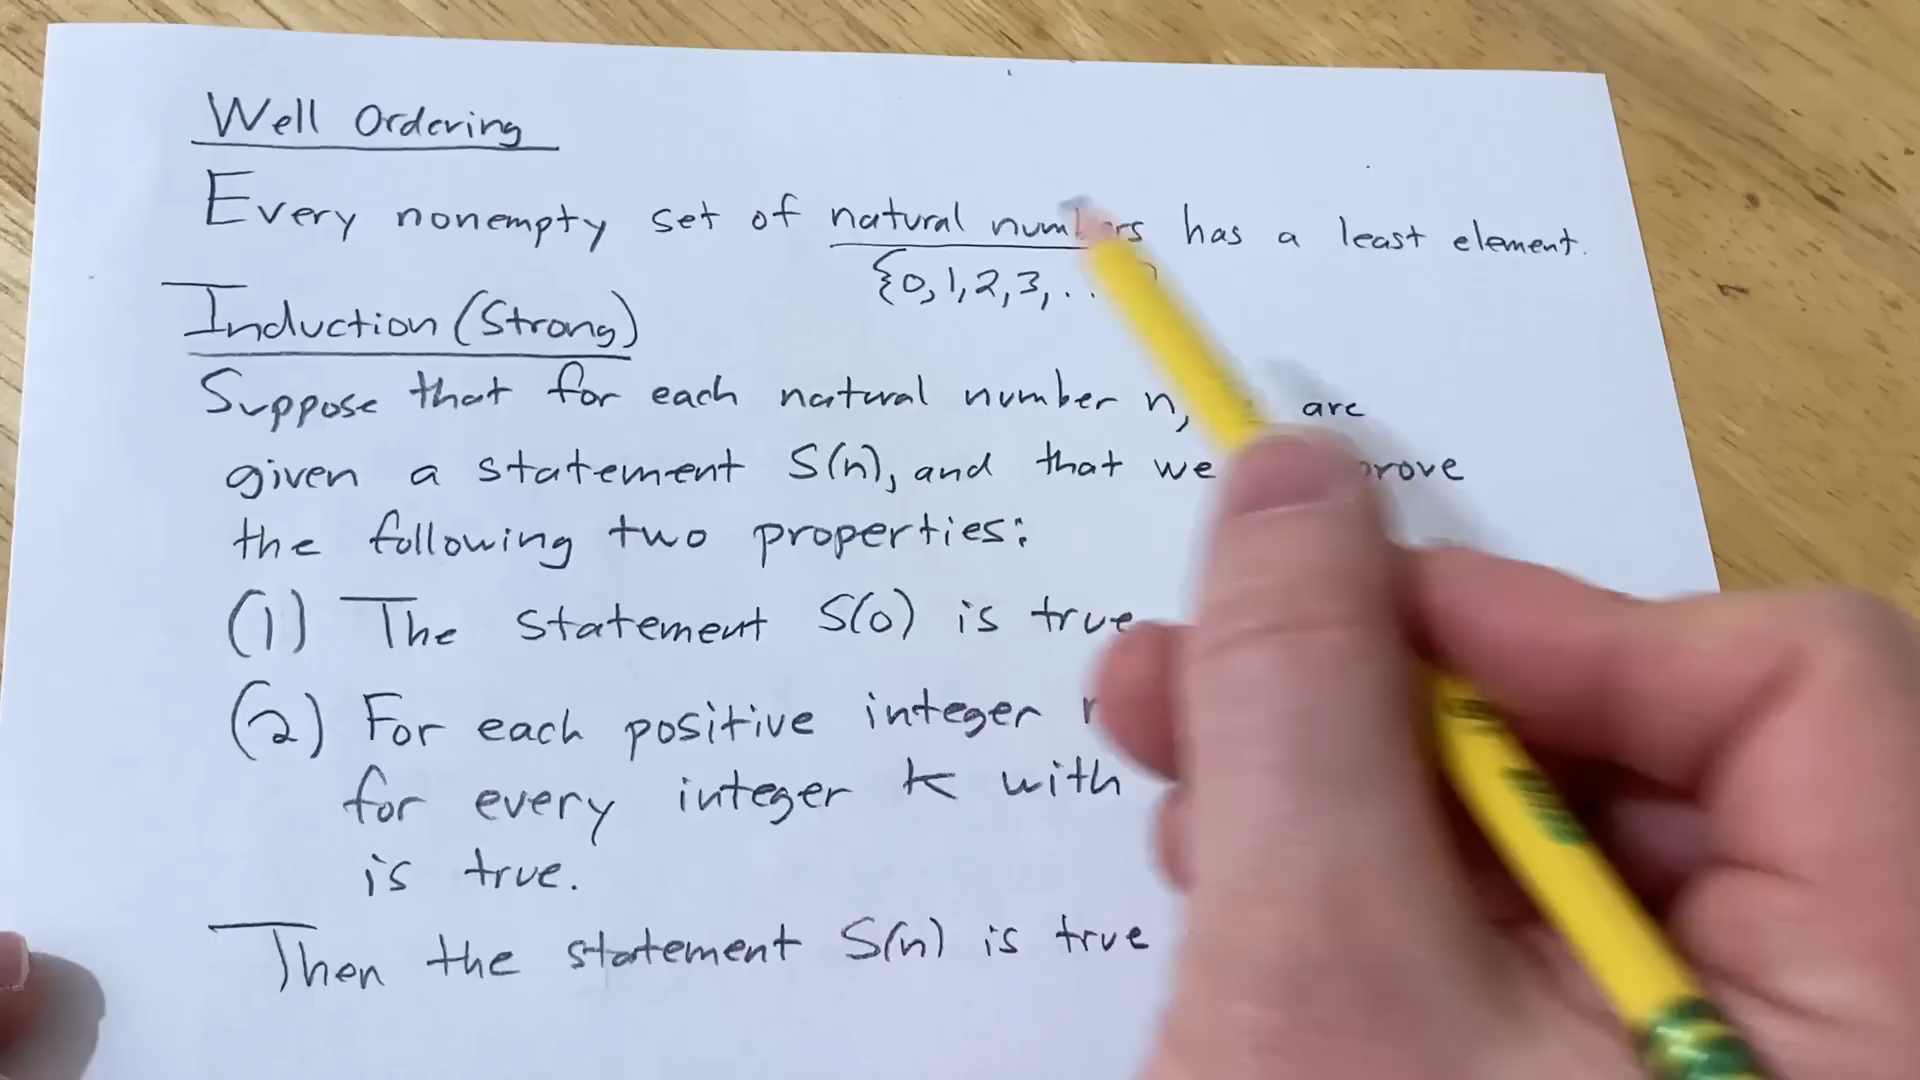 Well Ordering
Every nonempty set of natural numbers has a least element.
{0,1,2,3,..
Induction (Strong)
Suppose that for each natural number n, are
given a statement S(n), and that we prove
the following two properties:
(1) The statement S(0) is true
(2) For each positive integer
for every integer k with
is true.
Then the statement S(n) is true